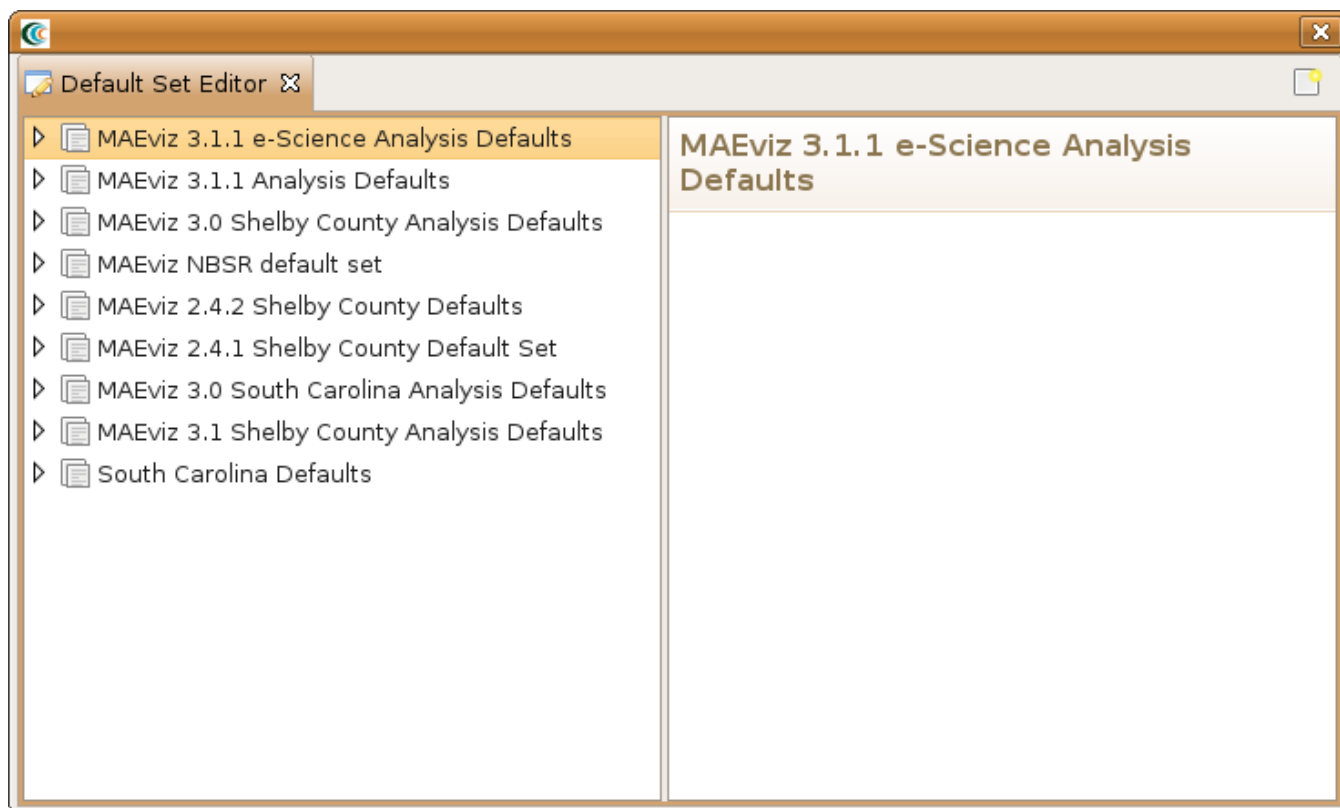 Default Set Editor
MAEviz 3.1.1 e-Science Analysis Defaults
MAEviz 3.1.1 Analysis Defaults
MAEviz 3.0 Shelby County Analysis Defaults
MAEviz NBSR default set
MAEviz 2.4.2 Shelby County Defaults
MAEviz 2.4.1 Shelby County Default Set
MAEviz 3.0 South Carolina Analysis Defaults
MAEviz 3.1 Shelby County Analysis Defaults
South Carolina Defaults
MAEviz 3.1.1 e-Science Analysis
Defaults